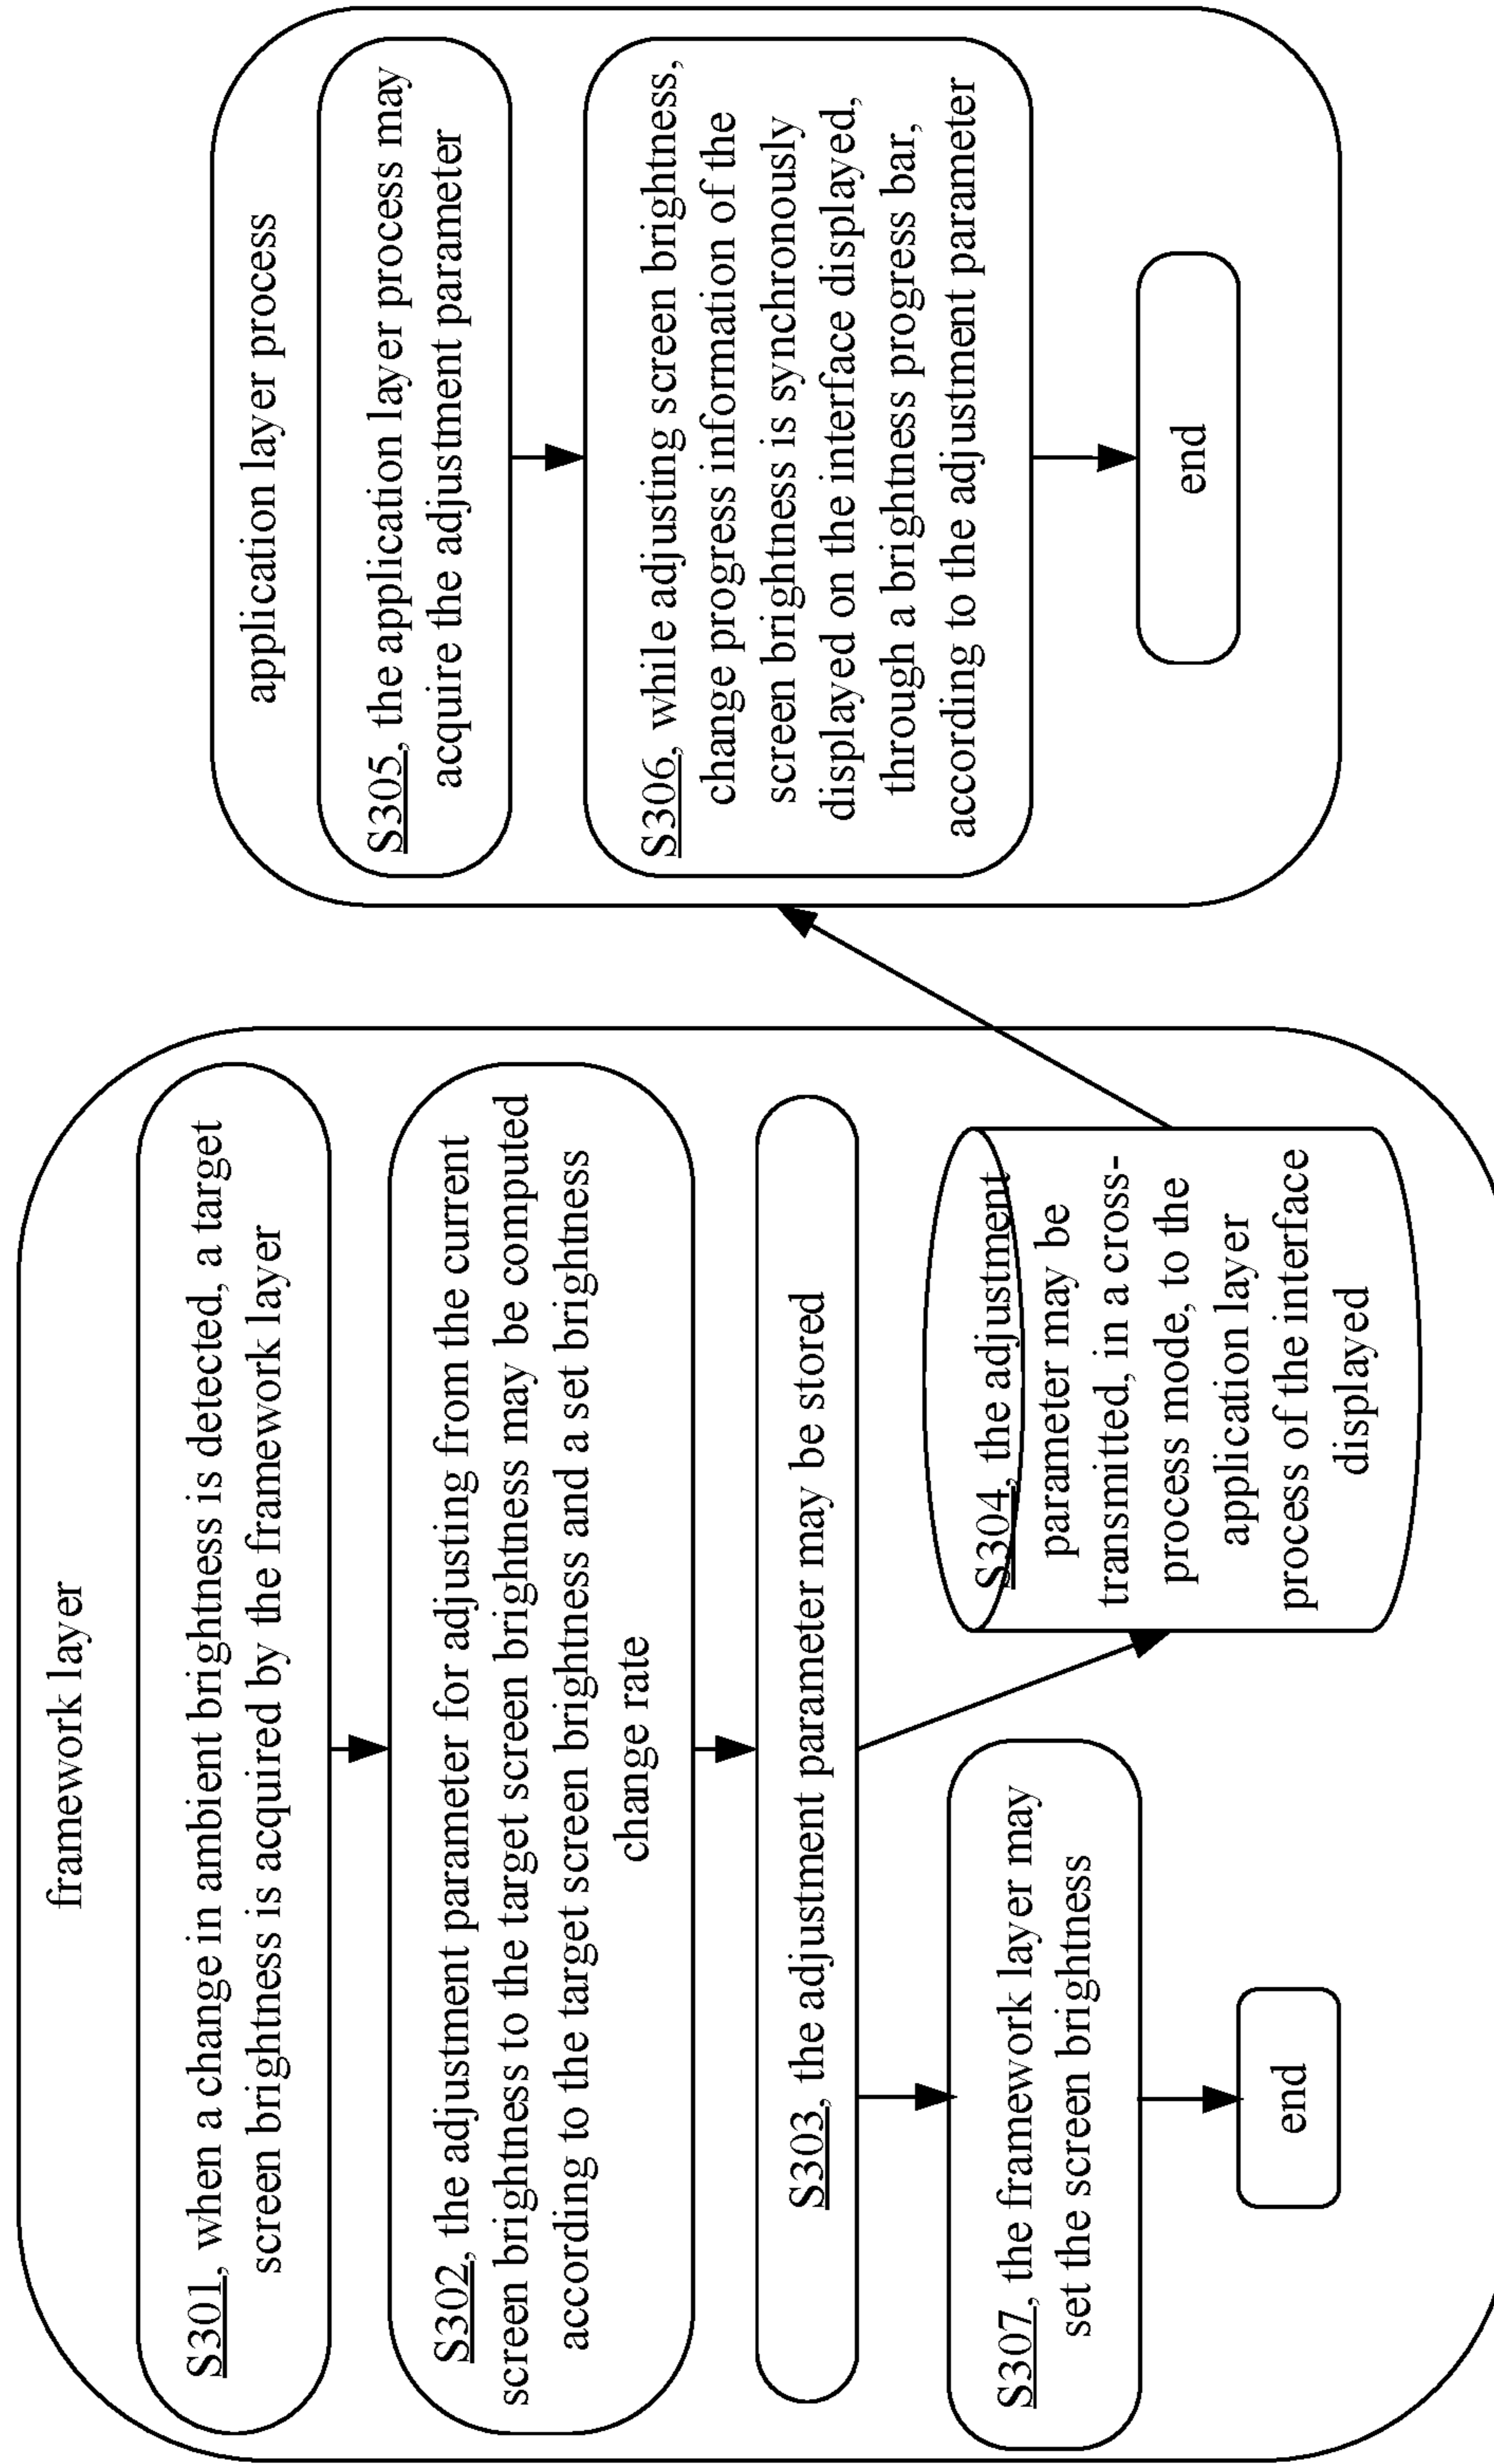 framework layer
S301, when a change in ambient brightness is detected, a target
screen brightness is acquired by the framework layer
S302, the adjustment parameter for adjusting from the current
screen brightness to the target screen brightness may be computed
according to the target screen brightness and a set brightness
change rate
S303, the adjustment parameter may be stored
S307, the framework layer may
set the screen brightness
end
S304, the adjustment
parameter may be
transmitted, in a cross-
process mode, to the
application layer
process of the interface
displayed
application layer process
S305, the application layer process may
acquire the adjustment parameter
S306, while adjusting screen brightness,
change progress information of the
screen brightness is synchronously
displayed on the interface displayed,
through a brightness progress bar,
according to the adjustment parameter
end